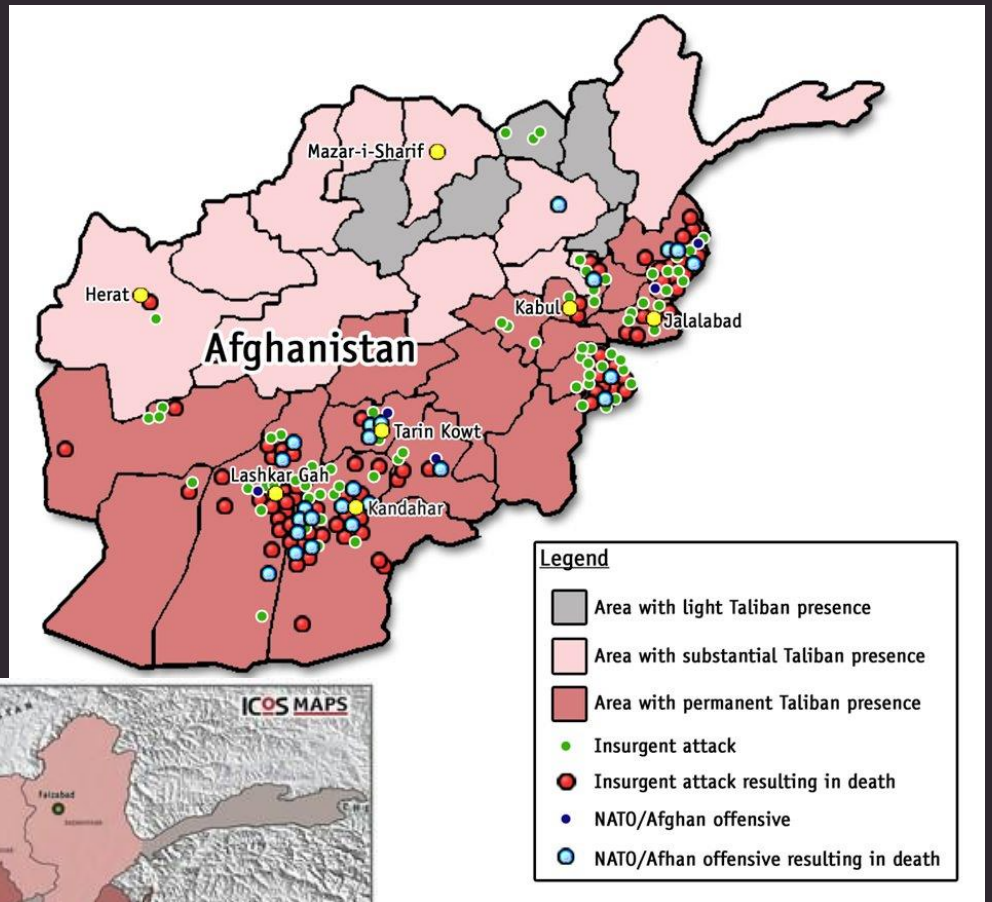 Mazar-i-Sharif
Herat
Kabul
Jalalabad
Afghanistan
Tarin Kowt
Lashkar Gah
Kandahar
Legend
Area with light Taliban presence
Area with substantial Taliban presence
Area with permanent Taliban presence
Insurgent attack
Insurgent attack resulting in death
NATO/Afghan offensive
NATO/Afhan offensive resulting in death
ICOS MAPS
Faizabad